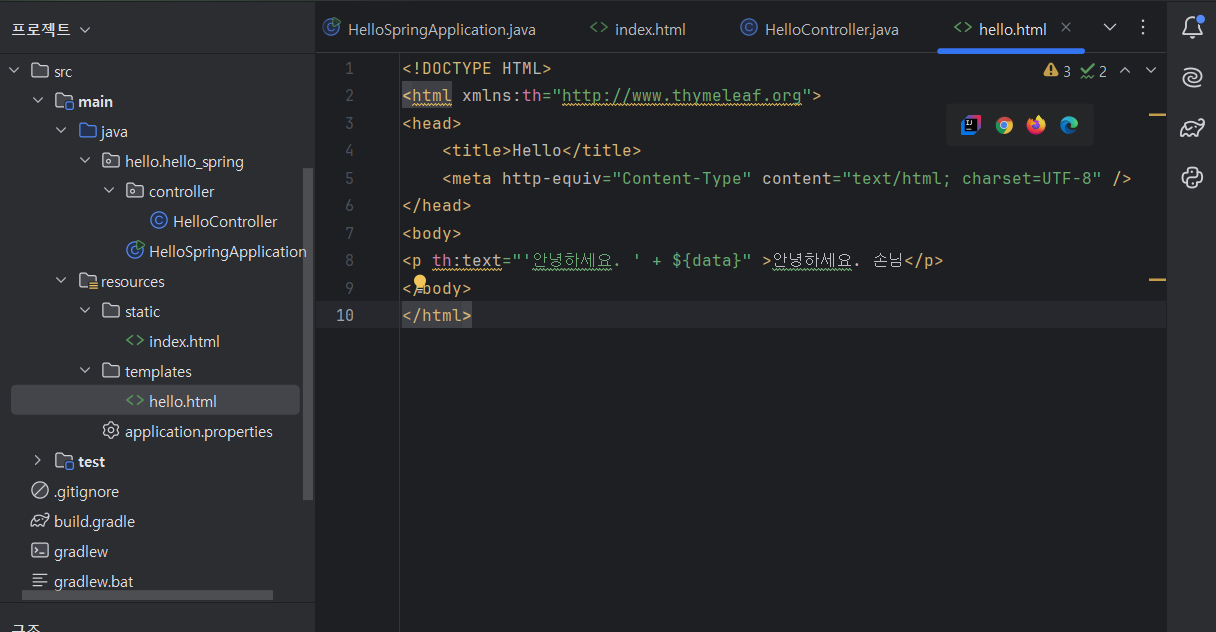 프로젝트
src
main
java
hello.hello_spring
controller
HelloController
HelloSpringApplication
resources
static
index.html
templates
hello.html
application.properties
test
.gitignore
build.gradle
gradlew
gradlew.bat
구조
HelloSpringApplication.java index.html HelloController.java hello.html
3 2
1 <!DOCTYPE HTML>
2 <html xmlns:th="http://www.thymeleaf.org">
3 <head>
4 <title>Hello</title>
5 <meta http-equiv="Content-Type" content="text/html; charset=UTF-8" />
6 </head>
7 <body>
8 <p th:text="'안녕하세요. ' + ${data}" >안녕하세요. 손님</p>
9 </body>
10 </html>